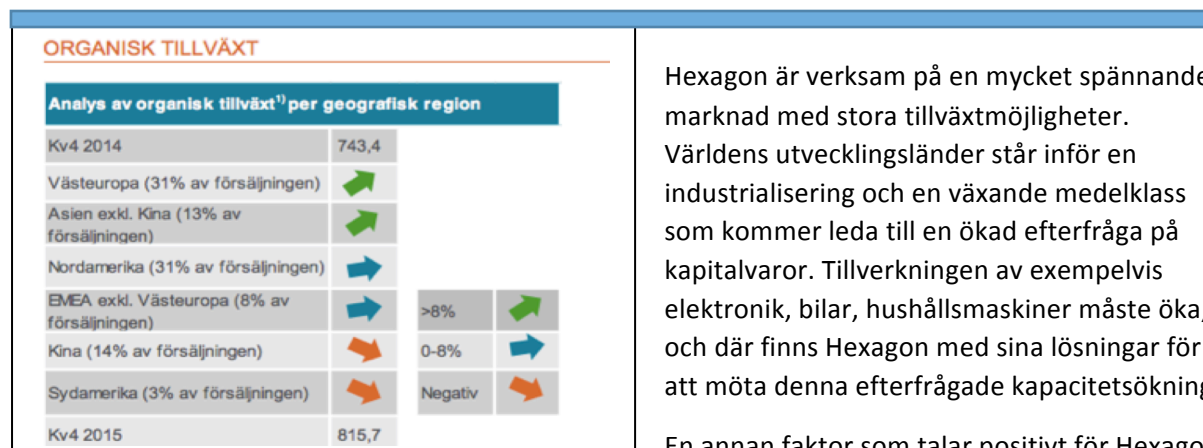 ORGANISK TILLVÄXT
Analys av organisk tillväxt¹⁾ per geografisk region
Kv4 2014 743,4
Västeuropa (31% av försäljningen)
Asien exkl. Kina (13% av
försäljningen)
Nordamerika (31% av försäljningen)
EMEA exkl. Västeuropa (8% av
försäljningen)
>8%
Kina (14% av försäljningen)
0-8%
Sydamerika (3% av försäljningen)
Negativ
Kv4 2015 815,7
Hexagon är verksam på en mycket spännande
marknad med stora tillväxtmöjligheter.
Världens utvecklingsländer står inför en
industrialisering och en växande medelklass
som kommer leda till en ökad efterfråga på
kapitalvaror. Tillverkningen av exempelvis
elektronik, bilar, hushållsmaskiner måste öka,
och där finns Hexagon med sina lösningar för
att möta denna efterfrågade kapacitetsökning
En annan faktor som talar positivt för Hexago